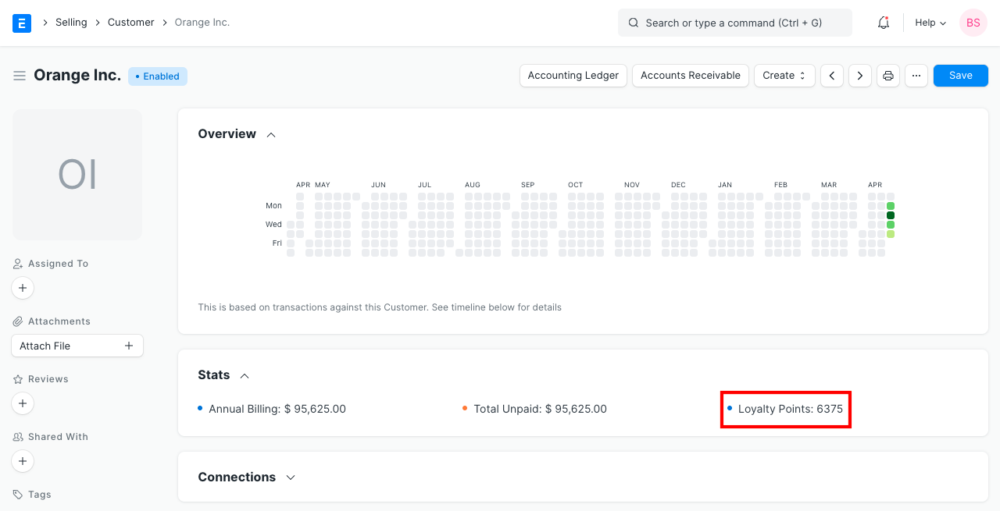 E
Selling
Customer
Orange Inc.
Search or type a command (Ctrl + G)
Help
BS
Orange Inc.
Enabled
Accounting Ledger
Accounts Receivable
Create
Save
OI
Assigned To
Attachments
Attach File
Reviews
Shared With
Tags
Overview
APR MAY JUN JUL AUG SEP OCT NOV DEC JAN FEB MAR APR
Mon
Wed
Fri
This is based on transactions against this Customer. See timeline below for details
Stats
Annual Billing: $ 95,625.00
Total Unpaid: $ 95,625.00
Loyalty Points: 6375
Connections